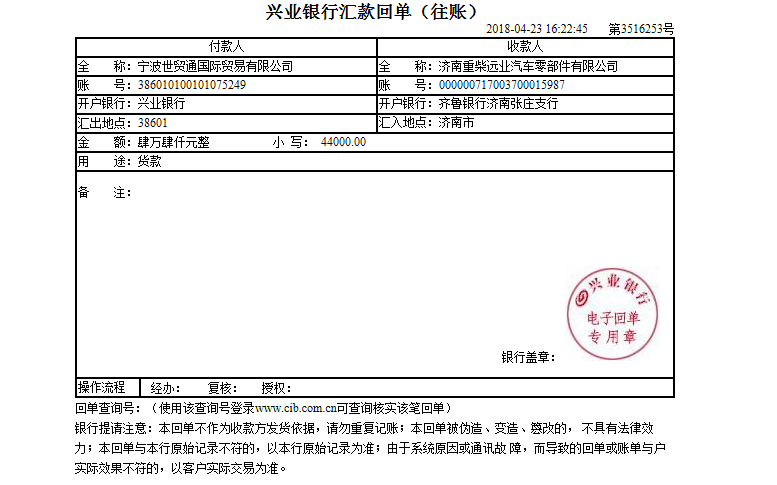 兴业银行汇款回单（往账）
2018-04-23 16:22:45 第3516253号
付款人 收款人
全 称：宁波世贸通国际贸易有限公司 全 称：济南重柴远业汽车零部件有限公司
账 号：386010100101075249 账 号：000000717003700015987
开户银行：兴业银行 开户银行：齐鲁银行济南张庄支行
汇出地点：38601 汇入地点：济南市
金 额：肆万肆仟元整 小 写： 44000.00
用 途：货款
备 注：
兴业银行
电子回单
专用章
银行盖章：
操作流程 经办： 复核： 授权：
回单查询号：（使用该查询号登录www.cib.com.cn可查询核实该笔回单）
银行提请注意：本回单不作为收款方发货依据，请勿重复记账；本回单被伪造、变造、篡改的， 不具有法律效
力；本回单与本行原始记录不符的，以本行原始记录为准；由于系统原因或通讯故 障，而导致的回单或账单与户
实际效果不符的，以客户实际交易为准。